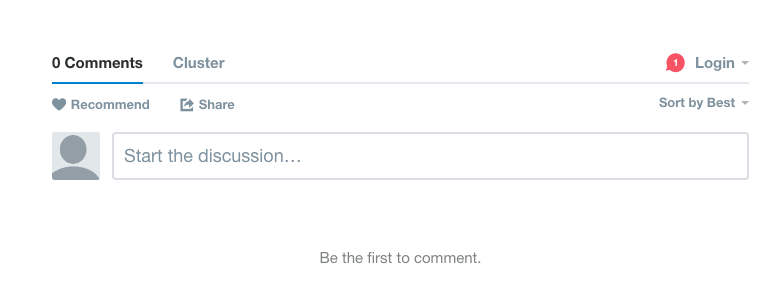 0 Comments Cluster 1 Login
Recommend Share Sort by Best
Start the discussion...
Be the first to comment.